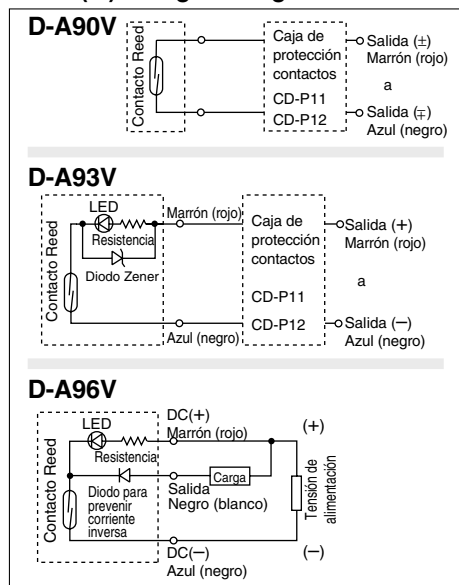 D-A90V
Contacto Reed
Caja de
protección
contactos
CD-P11
CD-P12
Salida (±)
Marrón (rojo)
a
Salida (∓)
Azul (negro)
D-A93V
Contacto Reed
LED
Resistencia
Diodo Zener
Marrón (rojo)
Azul (negro)
Caja de
protección
contactos
CD-P11
CD-P12
Salida (+)
Marrón (rojo)
a
Salida (—)
Azul (negro)
D-A96V
Contacto Reed
LED
Resistencia
Diodo para
prevenir
corriente
inversa
DC(+)
Marrón (rojo)
Carga
Salida
Negro (blanco)
DC(—)
Azul (negro)
(+)
Tensión de
alimentación
(—)